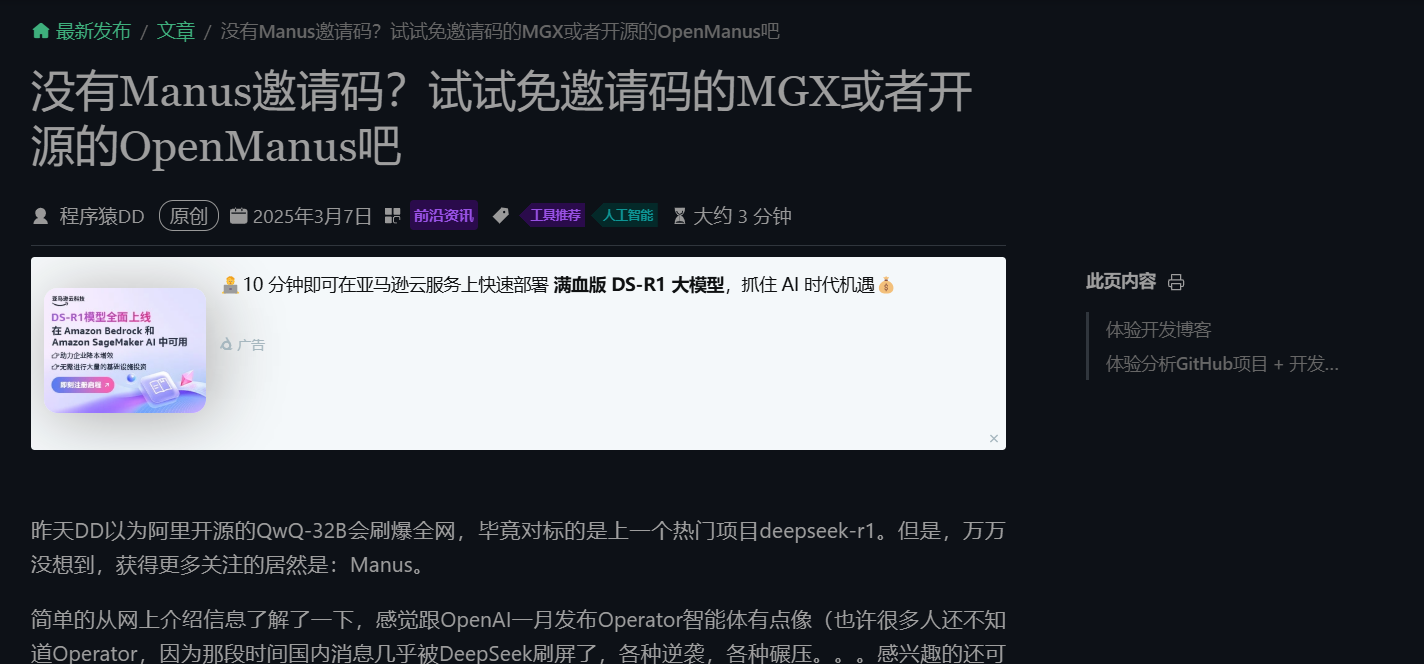 最新发布 / 文章 / 没有Manus邀请码？试试免邀请码的MGX或者开源的OpenManus吧
没有Manus邀请码？试试免邀请码的MGX或者开
源的OpenManus吧
程序猿DD 原创 2025年3月7日 前沿资讯 工具推荐 人工智能 大约 3 分钟
10 分钟即可在亚马逊云服务上快速部署 满血版 DS-R1 大模型，抓住 AI 时代机遇
亚马逊云科技
DS-R1模型全面上线
在 Amazon Bedrock 和
Amazon SageMaker AI 中可用
助力企业降本增效
无需进行大量的基础设施投资
即刻注册启程
广告
×
此页内容
体验开发博客
体验分析GitHub项目 + 开发...
昨天DD以为阿里开源的QwQ-32B会刷爆全网，毕竟对标的是上一个热门项目deepseek-r1。但是，万万
没想到，获得更多关注的居然是：Manus。
简单的从网上介绍信息了解了一下，感觉跟OpenAI一月发布Operator智能体有点像（也许很多人还不知
道Operator，因为那段时间国内消息几乎被DeepSeek刷屏了，各种逆袭，各种碾压。。。感兴趣的还可